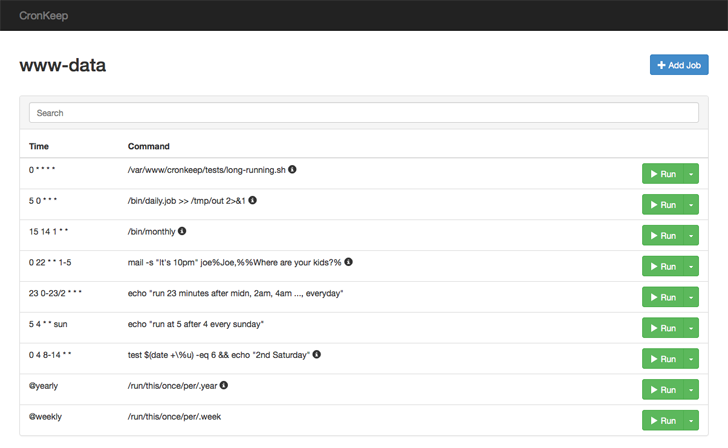 CronKeep
www-data
Add Job
Search
Time Command
0 * * * * /var/www/cronkeep/tests/long-running.sh Run
5 0 * * * /bin/daily.job >> /tmp/out 2>&1 Run
15 14 1 * * /bin/monthly Run
0 22 * * 1-5 mail -s "It's 10pm" joe%Joe,%%Where are your kids?% Run
23 0-23/2 * * * echo "run 23 minutes after midn, 2am, 4am ..., everyday" Run
5 4 * * sun echo "run at 5 after 4 every sunday" Run
0 4 8-14 * * test $(date +\%u) -eq 6 && echo "2nd Saturday" Run
@yearly /run/this/once/per/.year Run
@weekly /run/this/once/per/.week Run